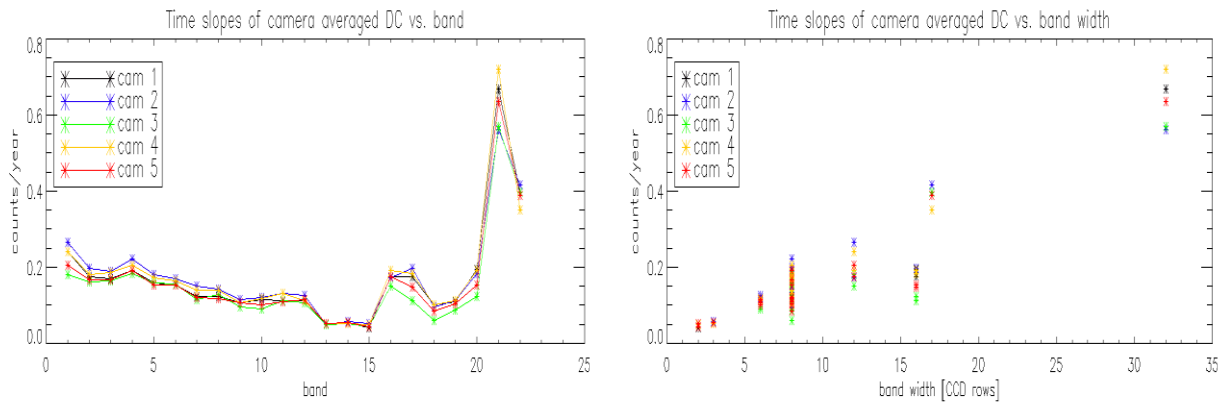 Time slopes of camera averaged DC vs. band
0.8
0.6
0.4
0.2
0.0
counts/year
cam 1
cam 2
cam 3
cam 4
cam 5
0 5 10 15 20 25
band
Time slopes of camera averaged DC vs. band width
0.8
0.6
0.4
0.2
0.0
counts/year
cam 1
cam 2
cam 3
cam 4
cam 5
0 5 10 15 20 25 30 35
band width [CCD rows]